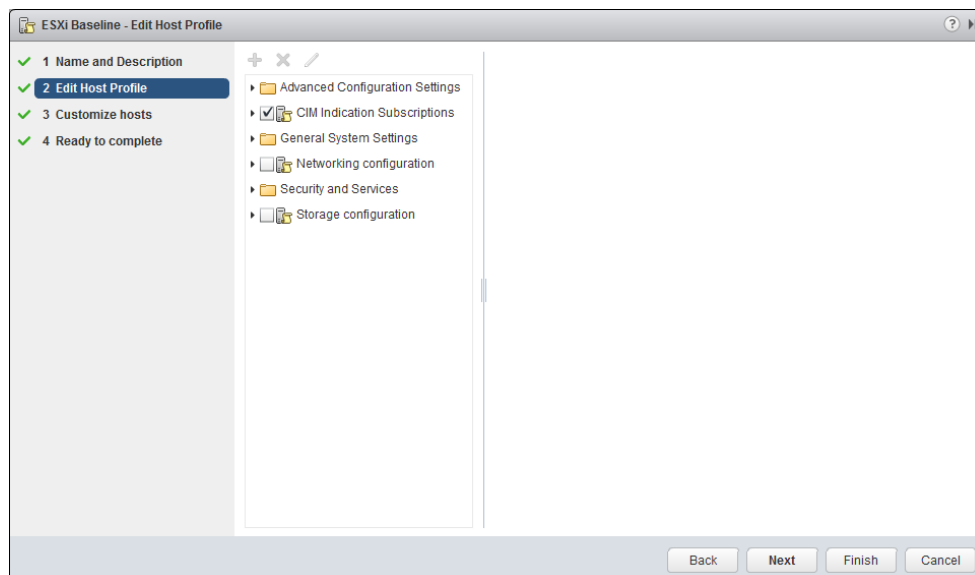 ESXi Baseline - Edit Host Profile
?
1 Name and Description
2 Edit Host Profile
3 Customize hosts
4 Ready to complete
Advanced Configuration Settings
CIM Indication Subscriptions
General System Settings
Networking configuration
Security and Services
Storage configuration
Back Next Finish Cancel